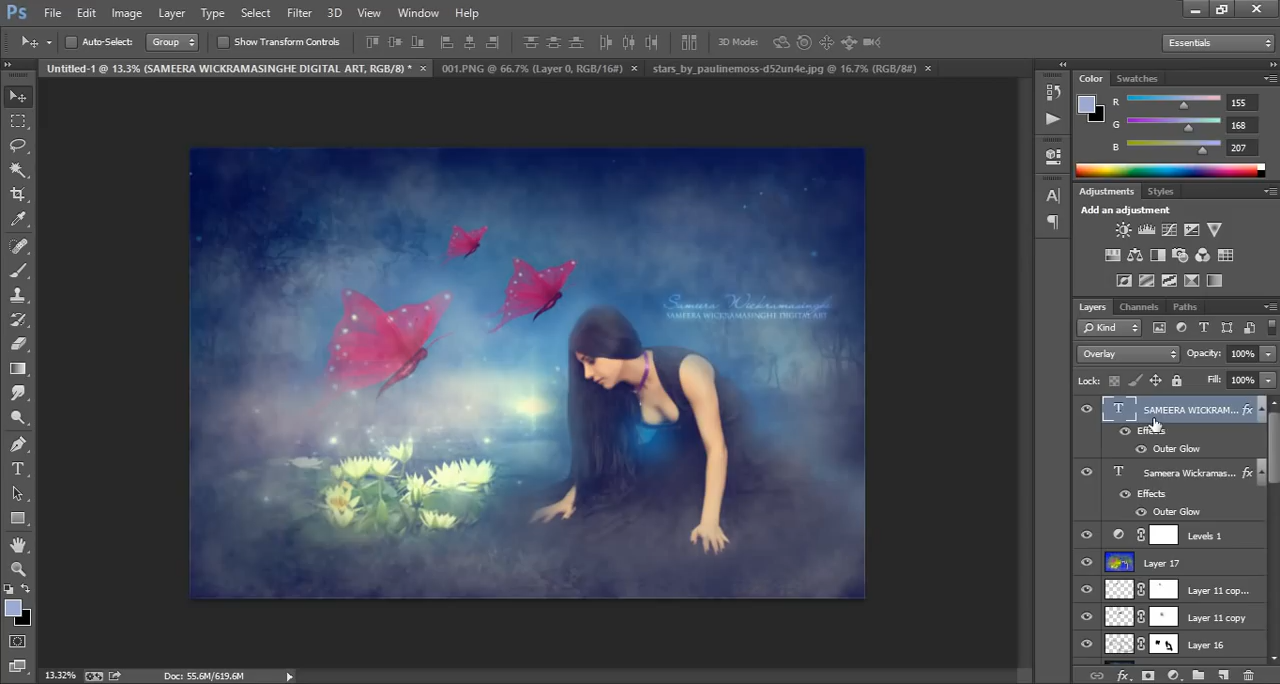 Ps File Edit Image Layer Type Select Filter 3D View Window Help
Auto-Select: Group Show Transform Controls 3D Mode: Essentials
Untitled-1 @ 13.3% (SAMEERA WICKRAMASINGHE DIGITAL ART, RGB/8) * × 001.PNG @ 66.7% (Layer 0, RGB/16#) × stars_by_paulinemoss-d52un4e.jpg @ 16.7% (RGB/8#) ×
Color Swatches
R 155
G 168
B 207
Adjustments Styles
Add an adjustment
Sameera Wickramasinghe
SAMEERA WICKRAMASINGHE DIGITAL ART
Layers Channels Paths
Kind
Overlay Opacity: 100%
Lock: Fill: 100%
T SAMEERA WICKRAM... fx
Effects
Outer Glow
T Sameera Wickramas... fx
Effects
Outer Glow
Levels 1
Layer 17
Layer 11 cop...
Layer 11 copy
Layer 16
13.32% Doc: 55.6M/619.6M